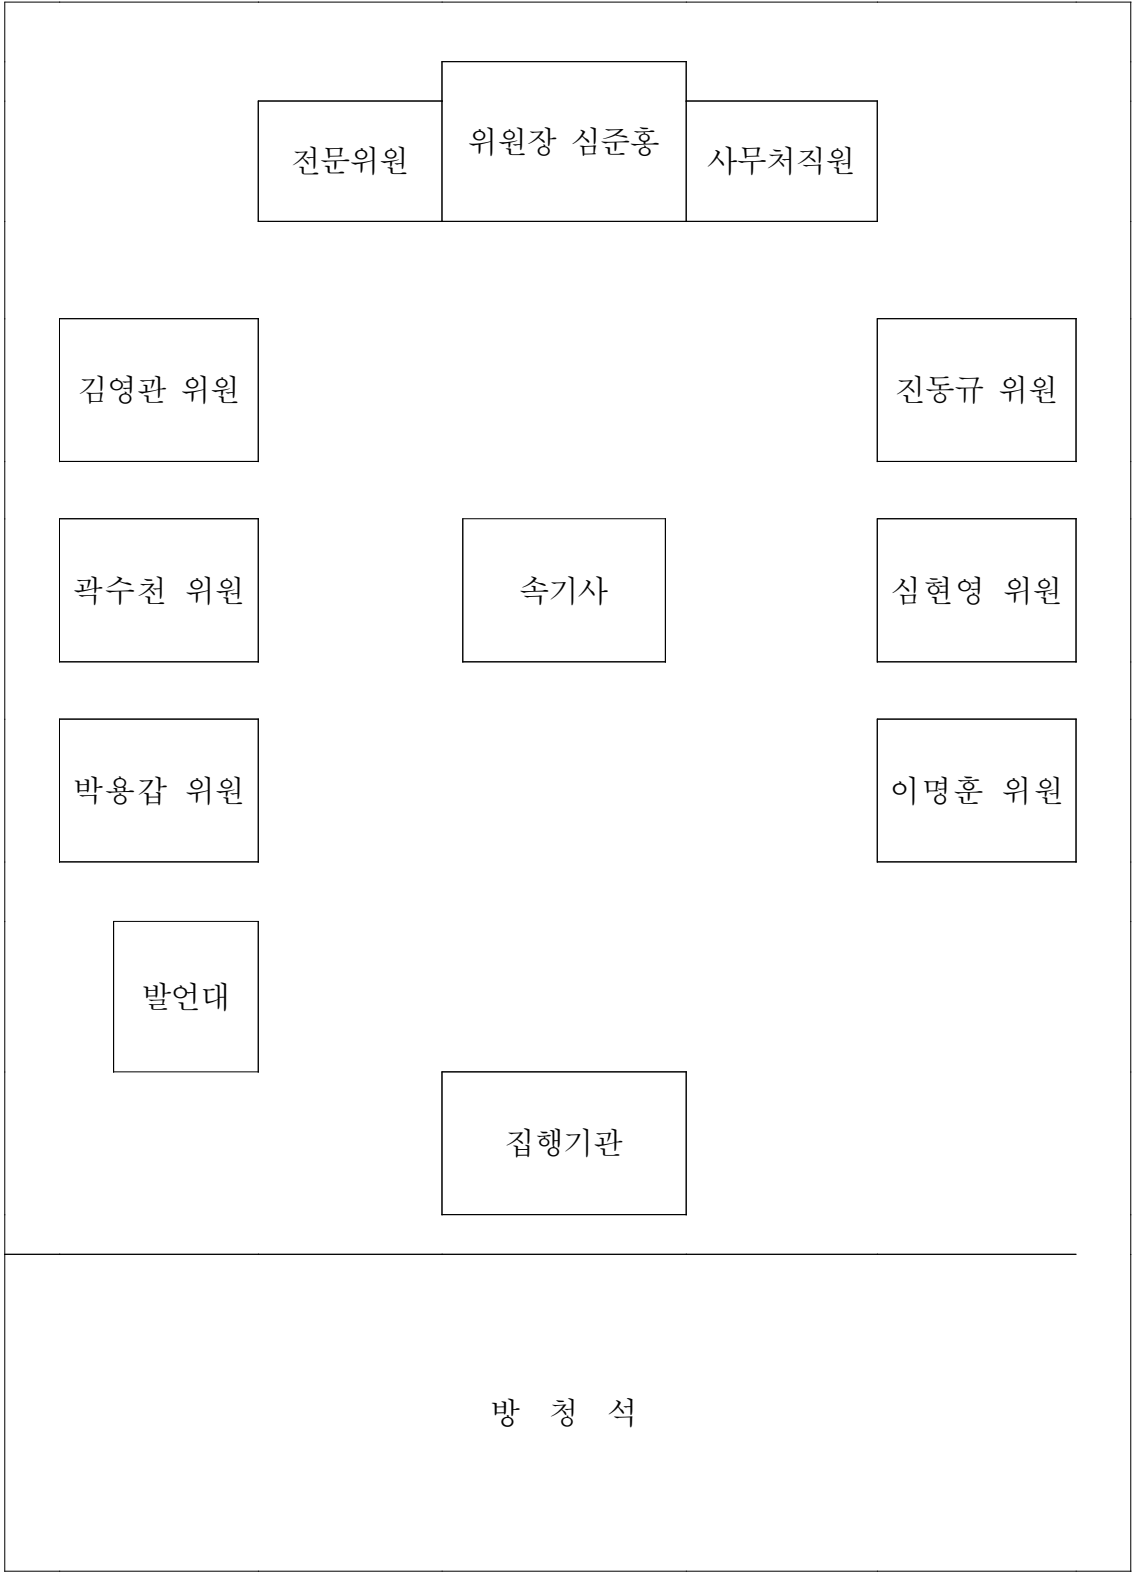 위원장 심준홍
전문위원
사무처직원
김영관 위원
진동규 위원
곽수천 위원
속기사
심현영 위원
박용갑 위원
이명훈 위원
발언대
집행기관
방 청 석